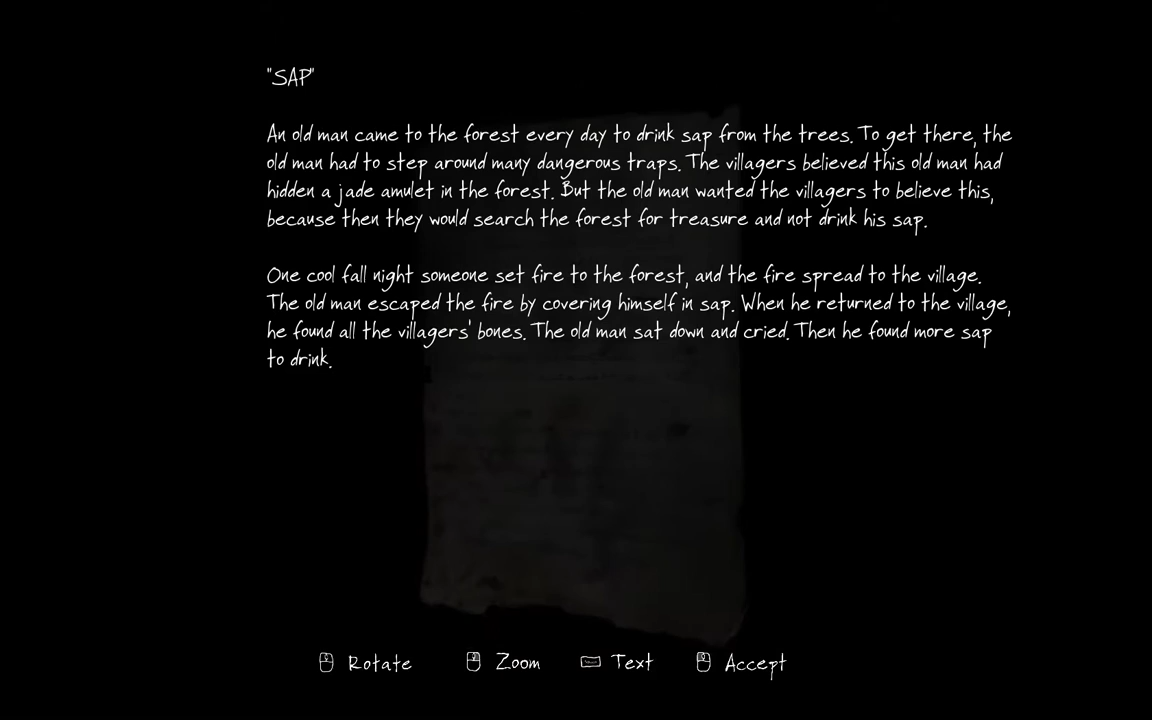 "SAP"
An old man came to the forest every day to drink sap from the trees. To get there, the
old man had to step around many dangerous traps. The villagers believed this old man had
hidden a jade amulet in the forest. But the old man wanted the villagers to believe this,
because then they would search the forest for treasure and not drink his sap.
One cool fall night someone set fire to the forest, and the fire spread to the village.
The old man escaped the fire by covering himself in sap. When he returned to the village,
he found all the villagers' bones. The old man sat down and cried. Then he found more sap
to drink.
Rotate Zoom Text Accept